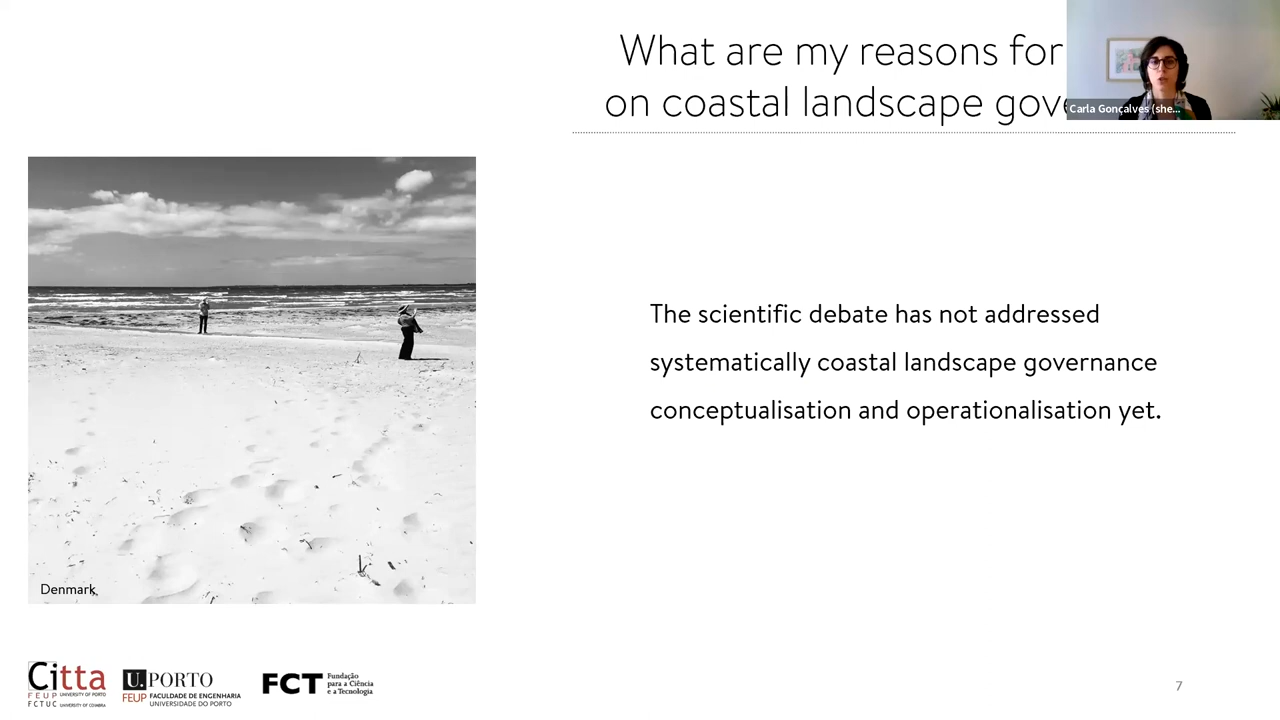 What are my reasons for
on coastal landscape gove
Carla Gonçalves (she...
The scientific debate has not addressed
systematically coastal landscape governance
conceptualisation and operationalisation yet.
Denmark
Citta
FEUP UNIVERSITY OF PORTO
FCTUC UNIVERSITY OF COIMBRA
U. PORTO
FEUP FACULDADE DE ENGENHARIA
UNIVERSIDADE DO PORTO
FCT Fundação
para a Ciência
e a Tecnologia
7